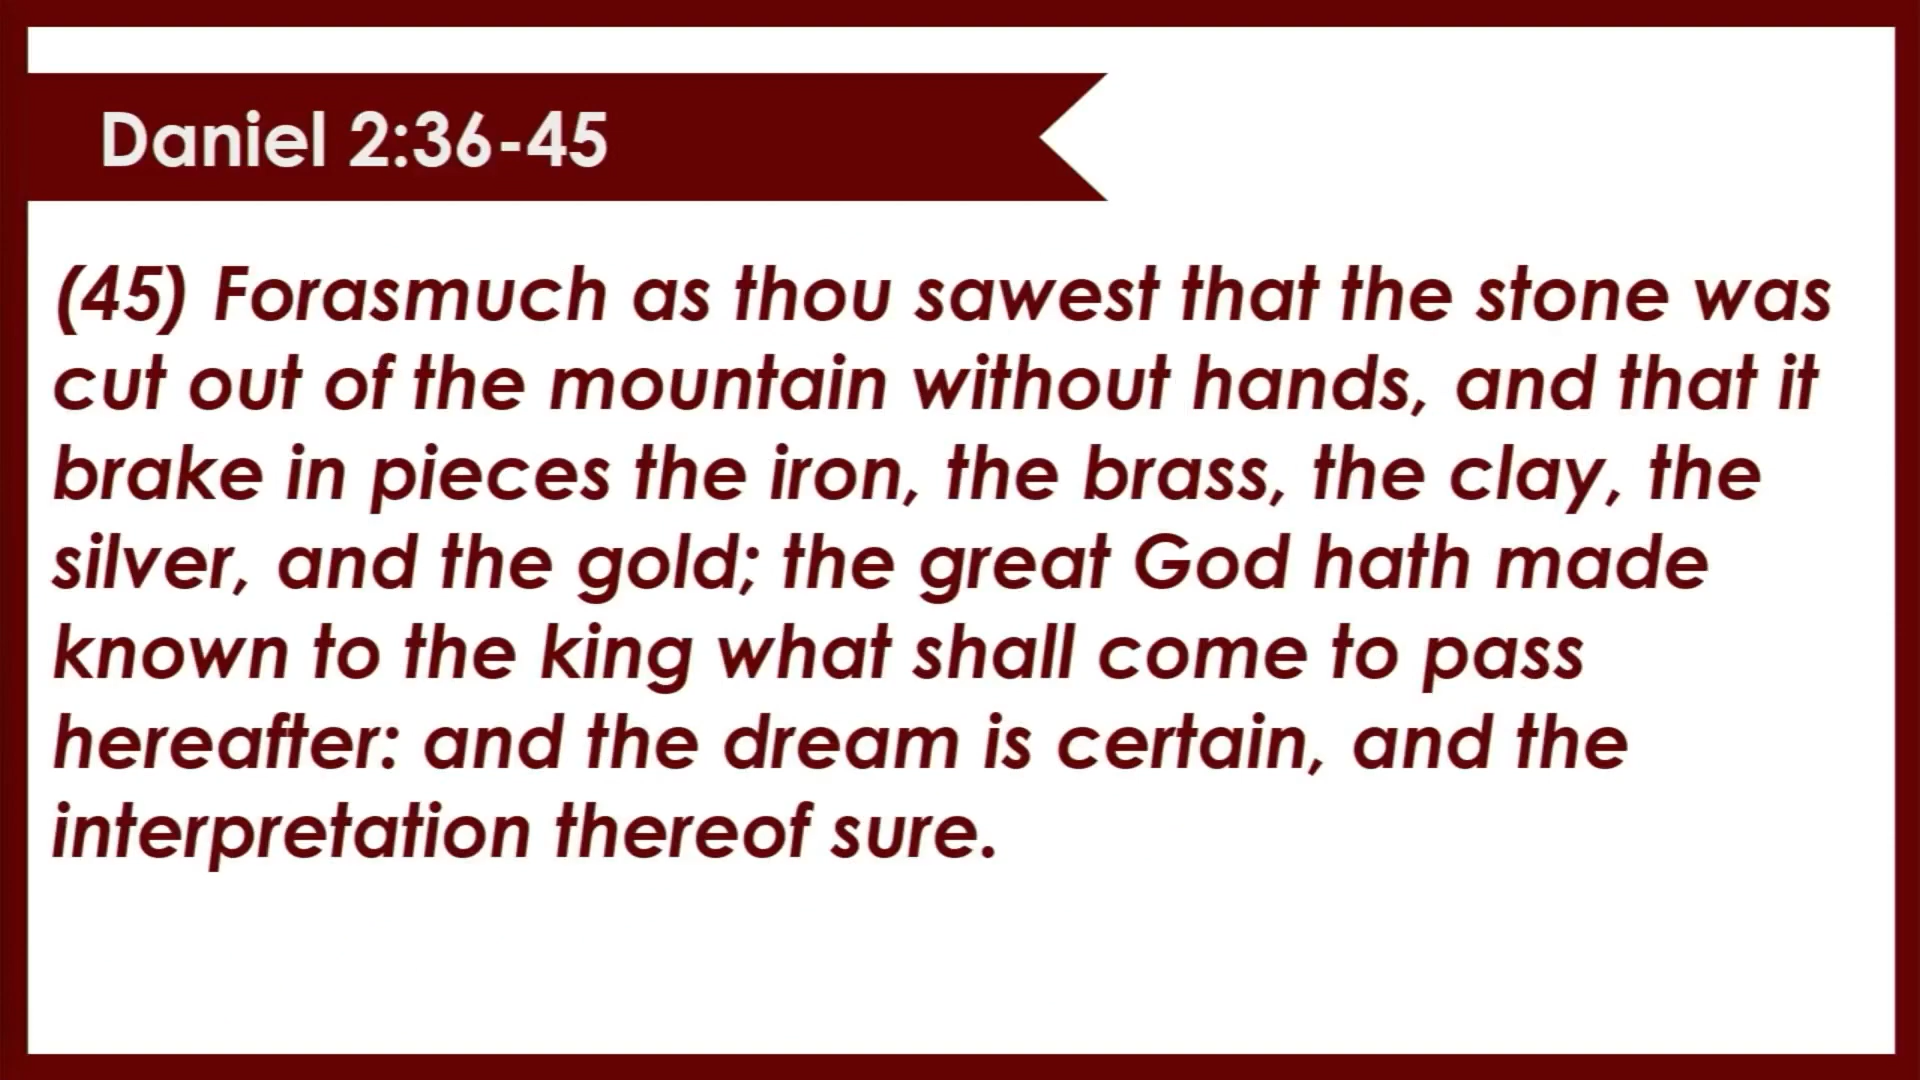 Daniel 2:36-45
(45) Forasmuch as thou sawest that the stone was
cut out of the mountain without hands, and that it
brake in pieces the iron, the brass, the clay, the
silver, and the gold; the great God hath made
known to the king what shall come to pass
hereafter: and the dream is certain, and the
interpretation thereof sure.